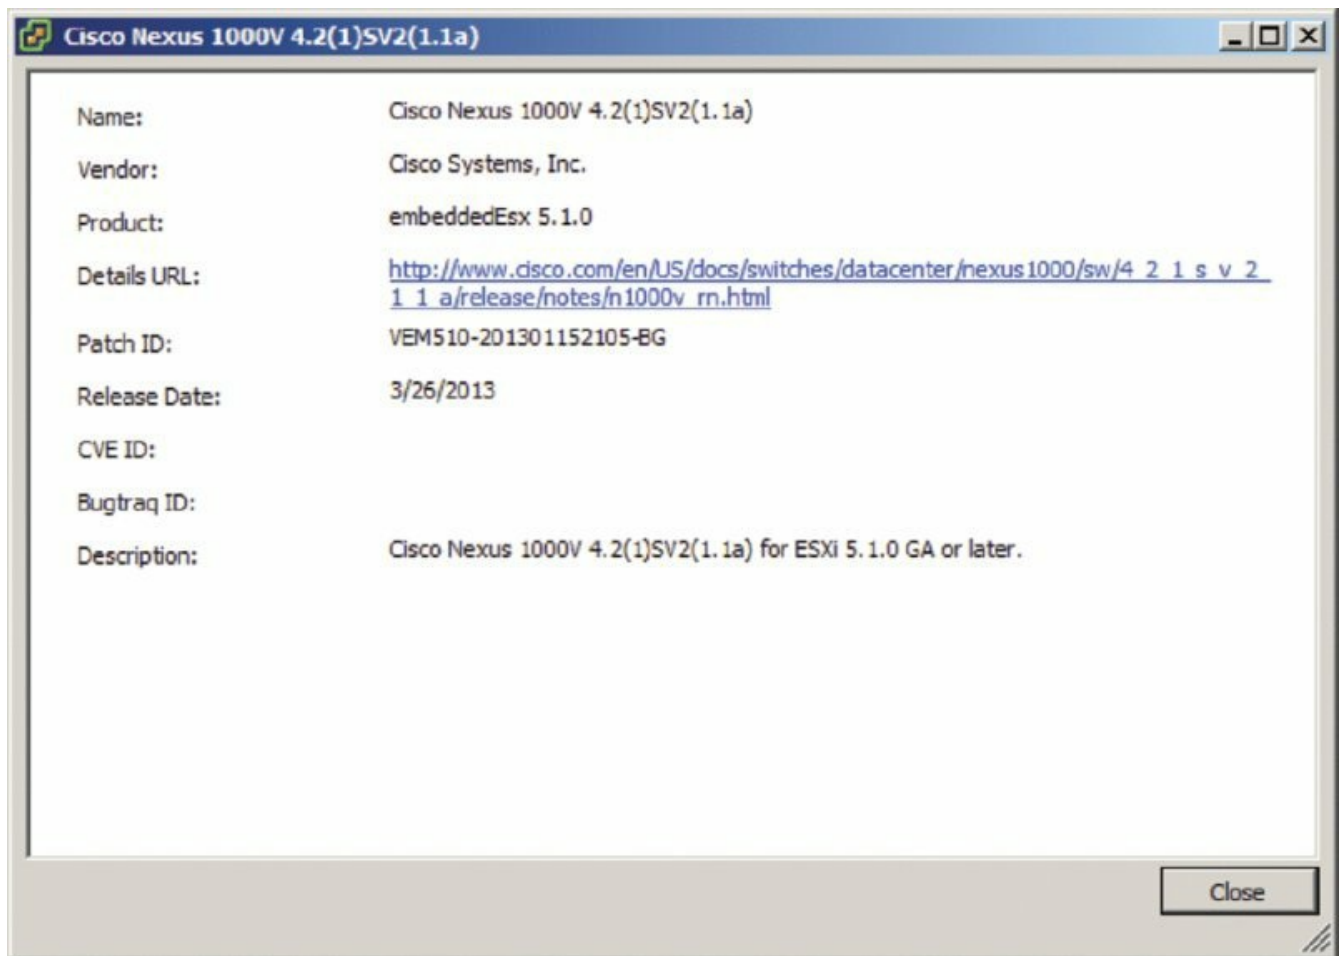 Cisco Nexus 1000V 4.2(1)SV2(1.1a)
Name: Cisco Nexus 1000V 4.2(1)SV2(1.1a)
Vendor: Cisco Systems, Inc.
Product: embeddedEsx 5.1.0
Details URL: http://www.cisco.com/en/US/docs/switches/datacenter/nexus1000/sw/4_2_1_s_v_2_
1_1_a/release/notes/n1000v_rn.html
Patch ID: VEM510-201301152105-BG
Release Date: 3/26/2013
CVE ID:
Bugtraq ID:
Description: Cisco Nexus 1000V 4.2(1)SV2(1.1a) for ESXi 5.1.0 GA or later.
Close